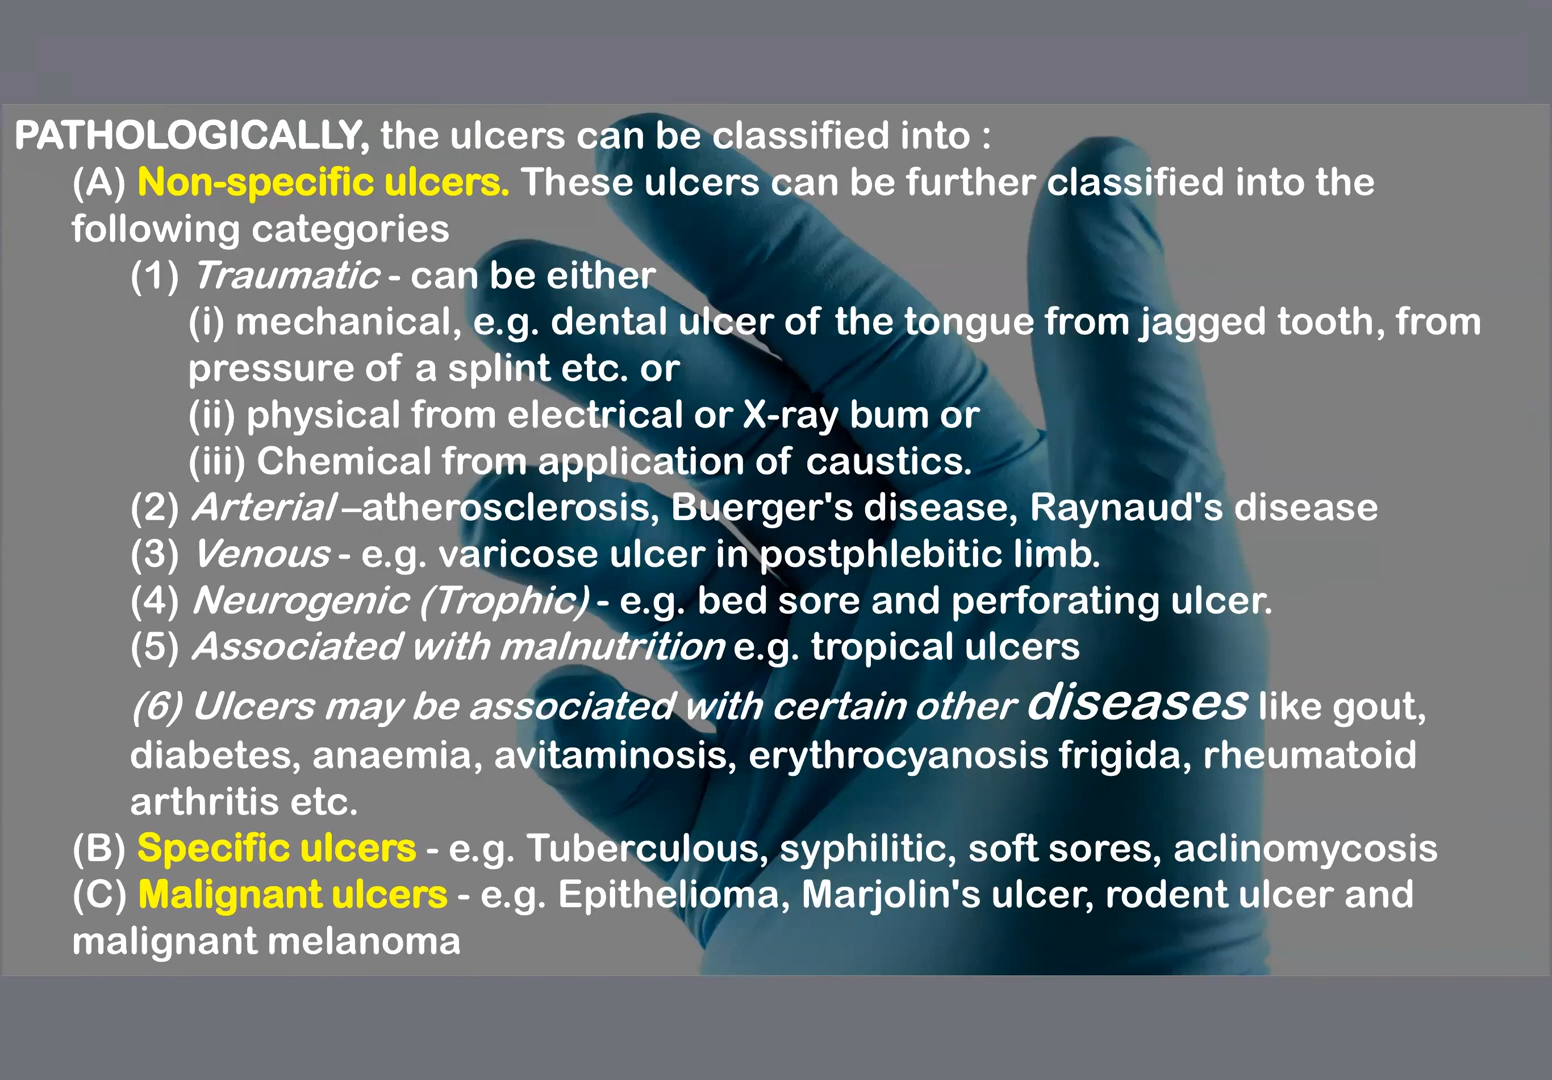 PATHOLOGICALLY, the ulcers can be classified into :
(A) Non-specific ulcers. These ulcers can be further classified into the
following categories
(1) Traumatic - can be either
(i) mechanical, e.g. dental ulcer of the tongue from jagged tooth, from
pressure of a splint etc. or
(ii) physical from electrical or X-ray bum or
(iii) Chemical from application of caustics.
(2) Arterial –atherosclerosis, Buerger's disease, Raynaud's disease
(3) Venous - e.g. varicose ulcer in postphlebitic limb.
(4) Neurogenic (Trophic) - e.g. bed sore and perforating ulcer.
(5) Associated with malnutrition e.g. tropical ulcers
(6) Ulcers may be associated with certain other diseases like gout,
diabetes, anaemia, avitaminosis, erythrocyanosis frigida, rheumatoid
arthritis etc.
(B) Specific ulcers - e.g. Tuberculous, syphilitic, soft sores, aclinomycosis
(C) Malignant ulcers - e.g. Epithelioma, Marjolin's ulcer, rodent ulcer and
malignant melanoma